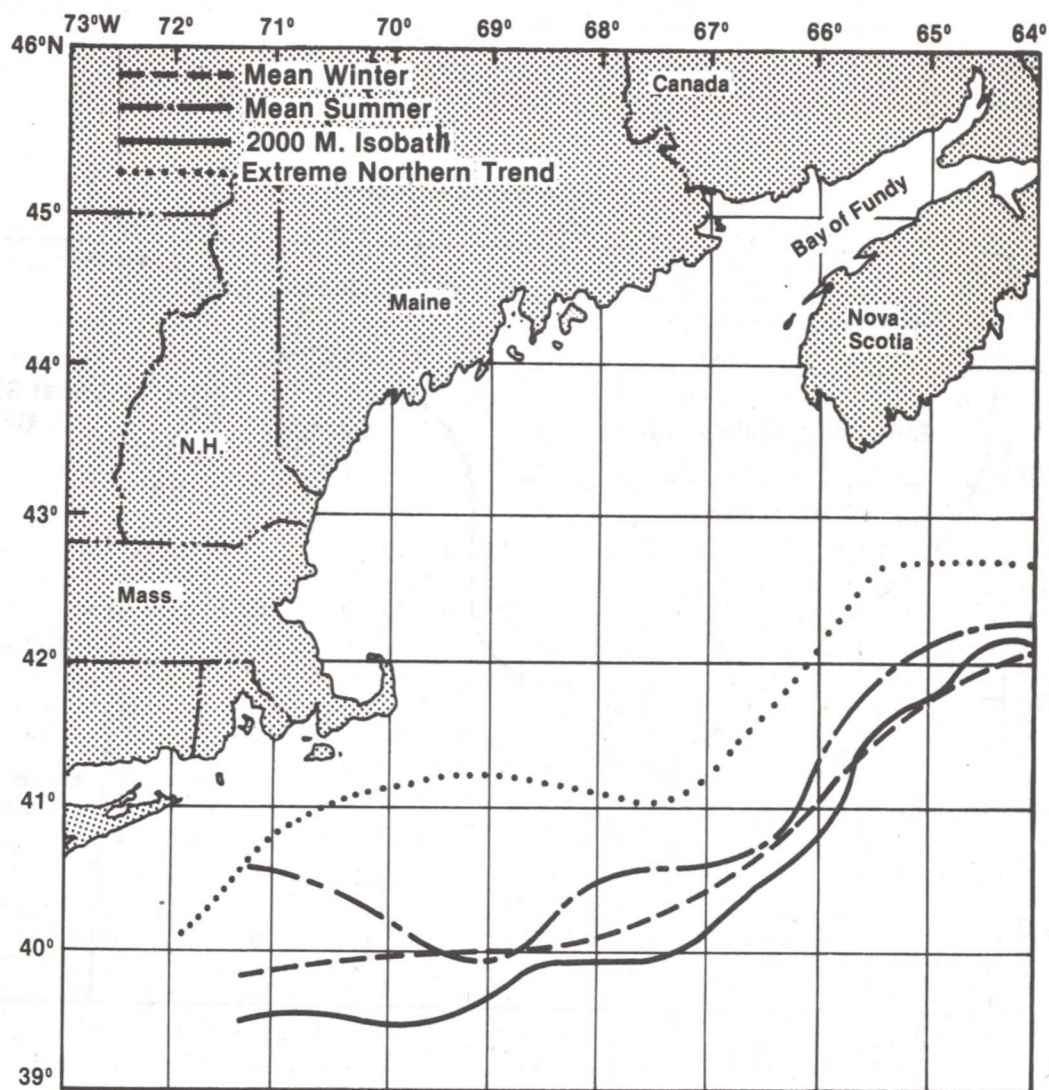 73°W 72° 71° 70° 69° 68° 67° 66° 65° 64°
46°N
Mean Winter
Mean Summer
2000 M. Isobath
Extreme Northern Trend
Canada
45°
Bay of Fundy
Maine
Nova
Scotia
44°
N.H.
43°
Mass.
42°
41°
40°
39°